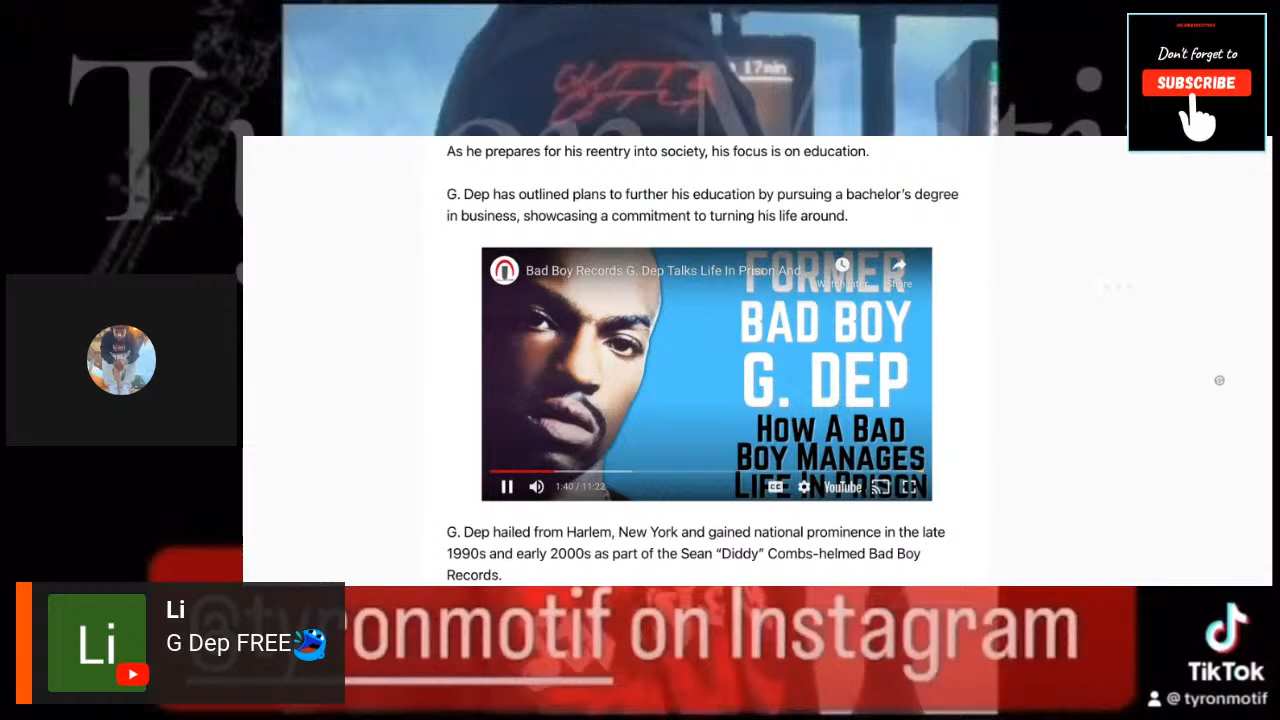 17min
Don't forget to
SUBSCRIBE
As he prepares for his reentry into society, his focus is on education.
G. Dep has outlined plans to further his education by pursuing a bachelor's degree
in business, showcasing a commitment to turning his life around.
Bad Boy Records G. Dep Talks Life In Prison And...
Watch later
Share
FORMER
BAD BOY
G. DEP
HOW A BAD
BOY MANAGES
LIFE IN PRISON
1:40 / 11:22
CC
YouTube
G. Dep hailed from Harlem, New York and gained national prominence in the late
1990s and early 2000s as part of the Sean “Diddy” Combs-helmed Bad Boy
Records.
Li
Li
G Dep FREE
@tyronmotif on Instagram
TikTok
@tyronmotif